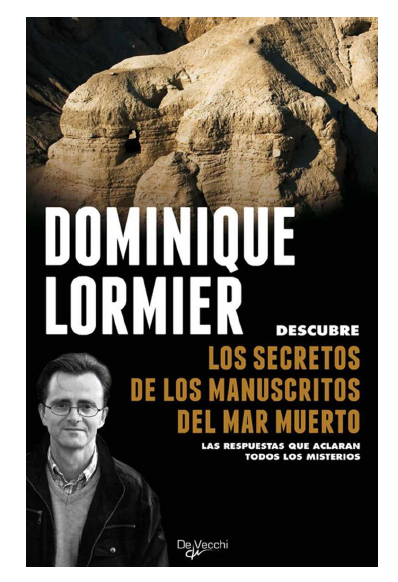 DOMINIQUE
LORMIER
DESCUBRE
LOS SECRETOS
DE LOS MANUSCRITOS
DEL MAR MUERTO
LAS RESPUESTAS QUE ACLARAN
TODOS LOS MISTERIOS
De Vecchi